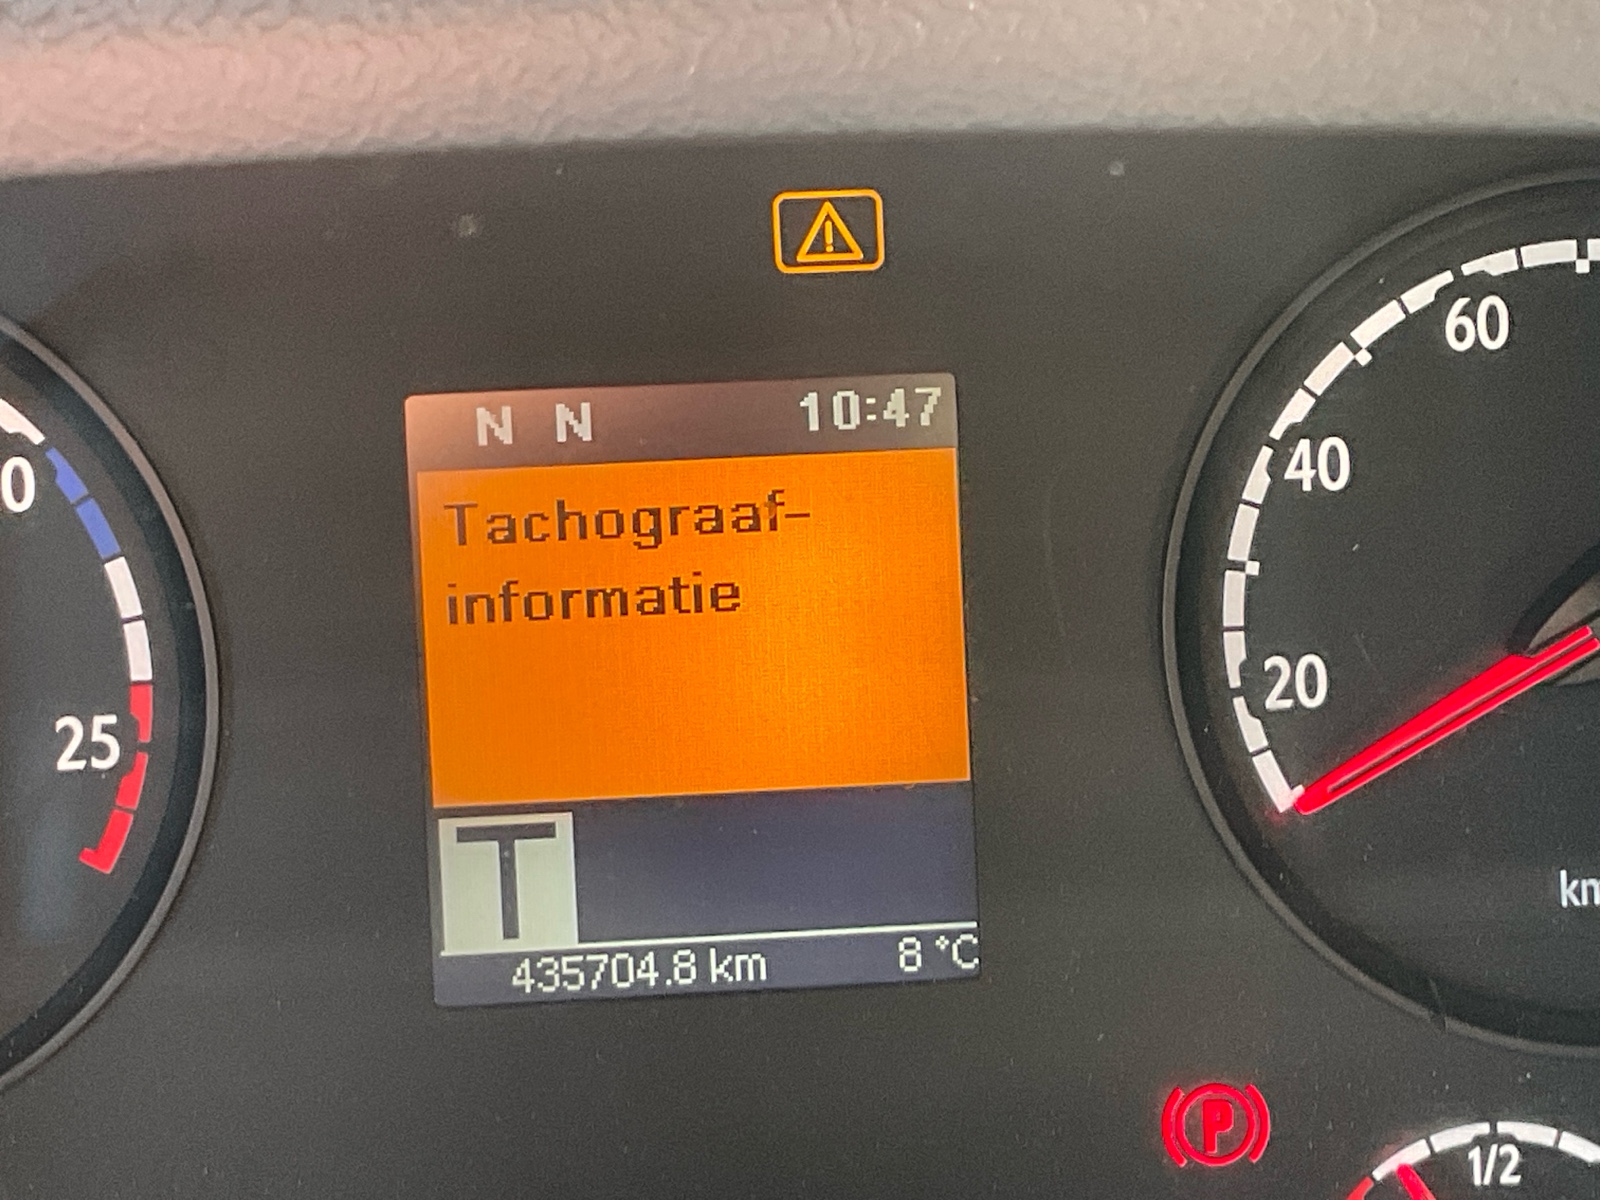 N N 10:47
Tachograaf-
informatie
T
435704.8 km 8 °C
60
40
20
25
P
1/2